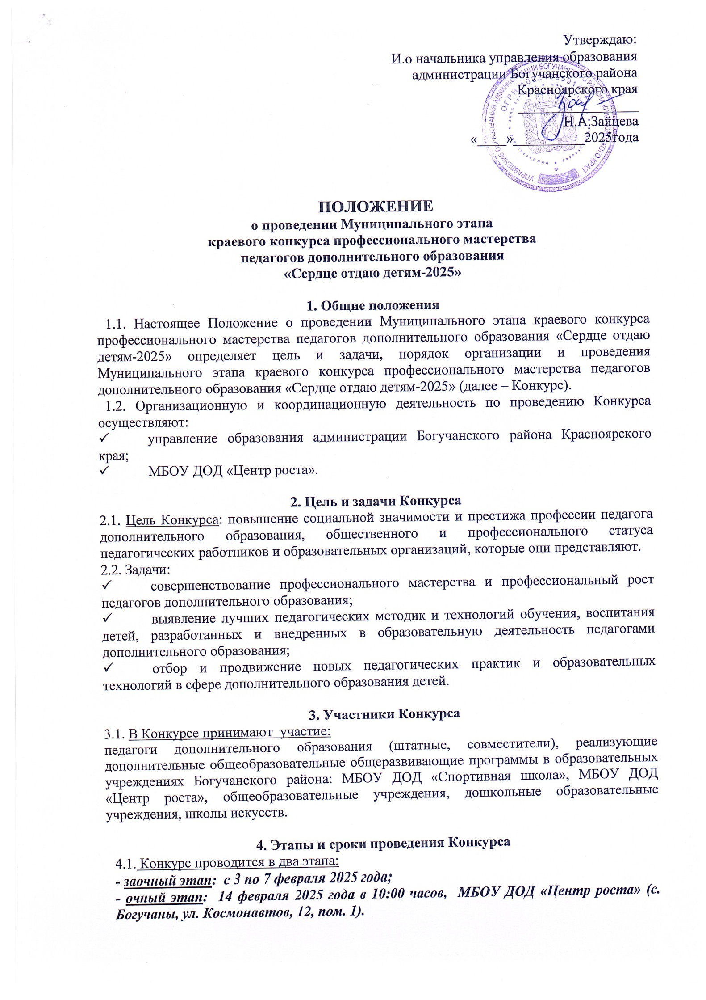 Утверждаю:
И.о начальника управления образования
администрации Богучанского района
Красноярского края
Н.А.Зайцева
«____»__________2025года
ПОЛОЖЕНИЕ
о проведении Муниципального этапа
краевого конкурса профессионального мастерства
педагогов дополнительного образования
«Сердце отдаю детям-2025»
1. Общие положения
1.1. Настоящее Положение о проведении Муниципального этапа краевого конкурса
профессионального мастерства педагогов дополнительного образования «Сердце отдаю
детям-2025» определяет цель и задачи, порядок организации и проведения
Муниципального этапа краевого конкурса профессионального мастерства педагогов
дополнительного образования «Сердце отдаю детям-2025» (далее – Конкурс).
1.2. Организационную и координационную деятельность по проведению Конкурса
осуществляют:
✓ управление образования администрации Богучанского района Красноярского
края;
✓ МБОУ ДОД «Центр роста».
2. Цель и задачи Конкурса
2.1. Цель Конкурса: повышение социальной значимости и престижа профессии педагога
дополнительного образования, общественного и профессионального статуса
педагогических работников и образовательных организаций, которые они представляют.
2.2. Задачи:
✓ совершенствование профессионального мастерства и профессиональный рост
педагогов дополнительного образования;
✓ выявление лучших педагогических методик и технологий обучения, воспитания
детей, разработанных и внедренных в образовательную деятельность педагогами
дополнительного образования;
✓ отбор и продвижение новых педагогических практик и образовательных
технологий в сфере дополнительного образования детей.
3. Участники Конкурса
3.1. В Конкурсе принимают участие:
педагоги дополнительного образования (штатные, совместители), реализующие
дополнительные общеобразовательные общеразвивающие программы в образовательных
учреждениях Богучанского района: МБОУ ДОД «Спортивная школа», МБОУ ДОД
«Центр роста», общеобразовательные учреждения, дошкольные образовательные
учреждения, школы искусств.
4. Этапы и сроки проведения Конкурса
4.1. Конкурс проводится в два этапа:
- заочный этап: с 3 по 7 февраля 2025 года;
- очный этап: 14 февраля 2025 года в 10:00 часов, МБОУ ДОД «Центр роста» (с.
Богучаны, ул. Космонавтов, 12, пом. 1).
УПРАВЛЕНИЕ ОБРАЗОВАНИЯ АДМИНИСТРАЦИИ БОГУЧАНСКОГО РАЙОНА КРАСНОЯРСКОГО КРАЯ